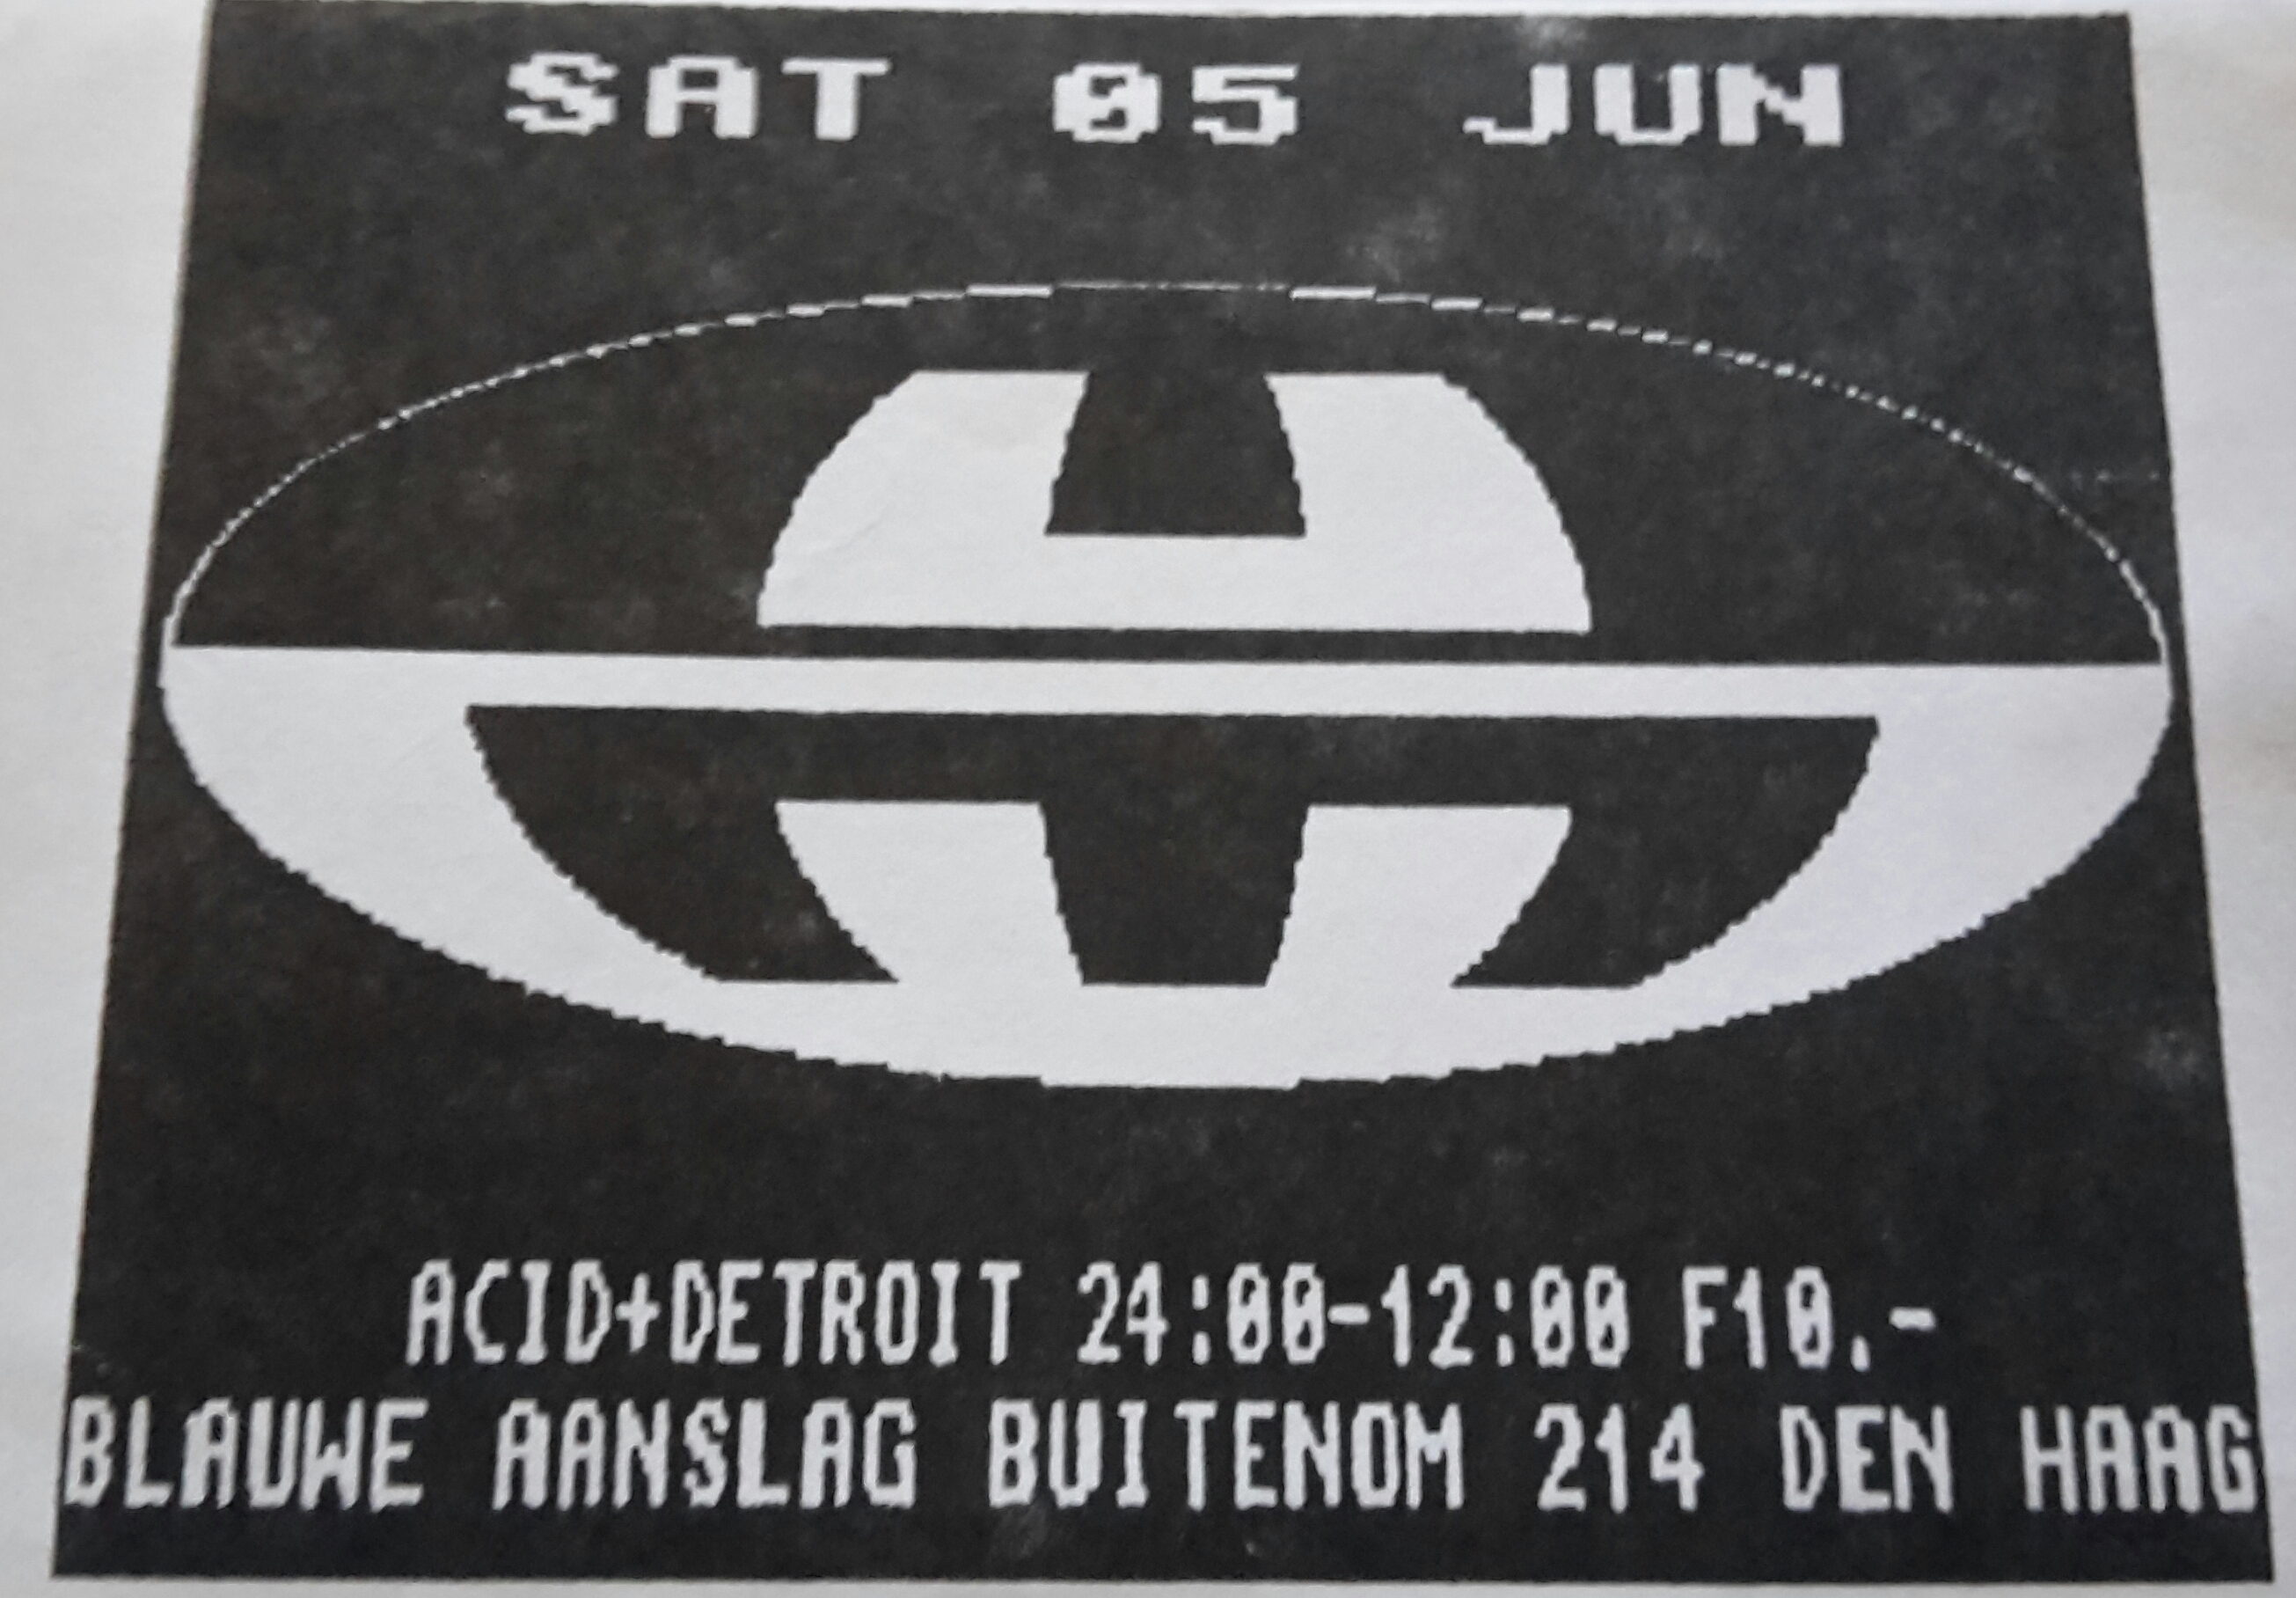 SAT 05 JUN
ACID+DETROIT 24:00-12:00 F10.-
BLAUWE AANSLAG BUITENOM 214 DEN HAAG